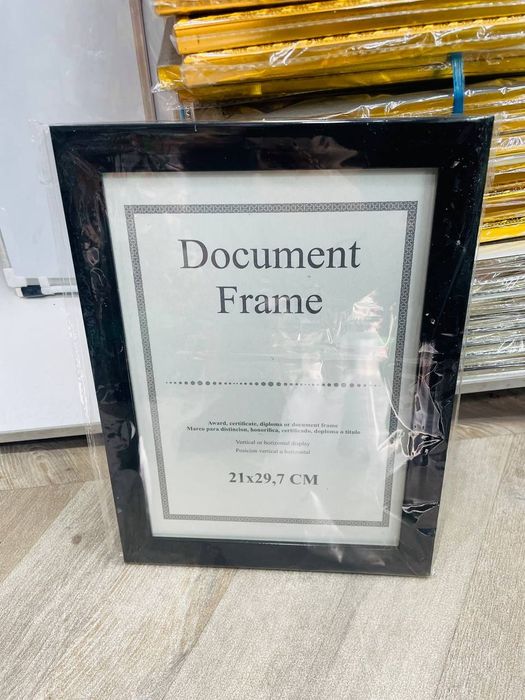 Document
Frame
Award, certificate, diploma or document frame
Marco para distincion, honorifica, certificado, doploma o titulo
Vertical or horizontal display
Posicion vertical o horizontal
21x29,7 CM